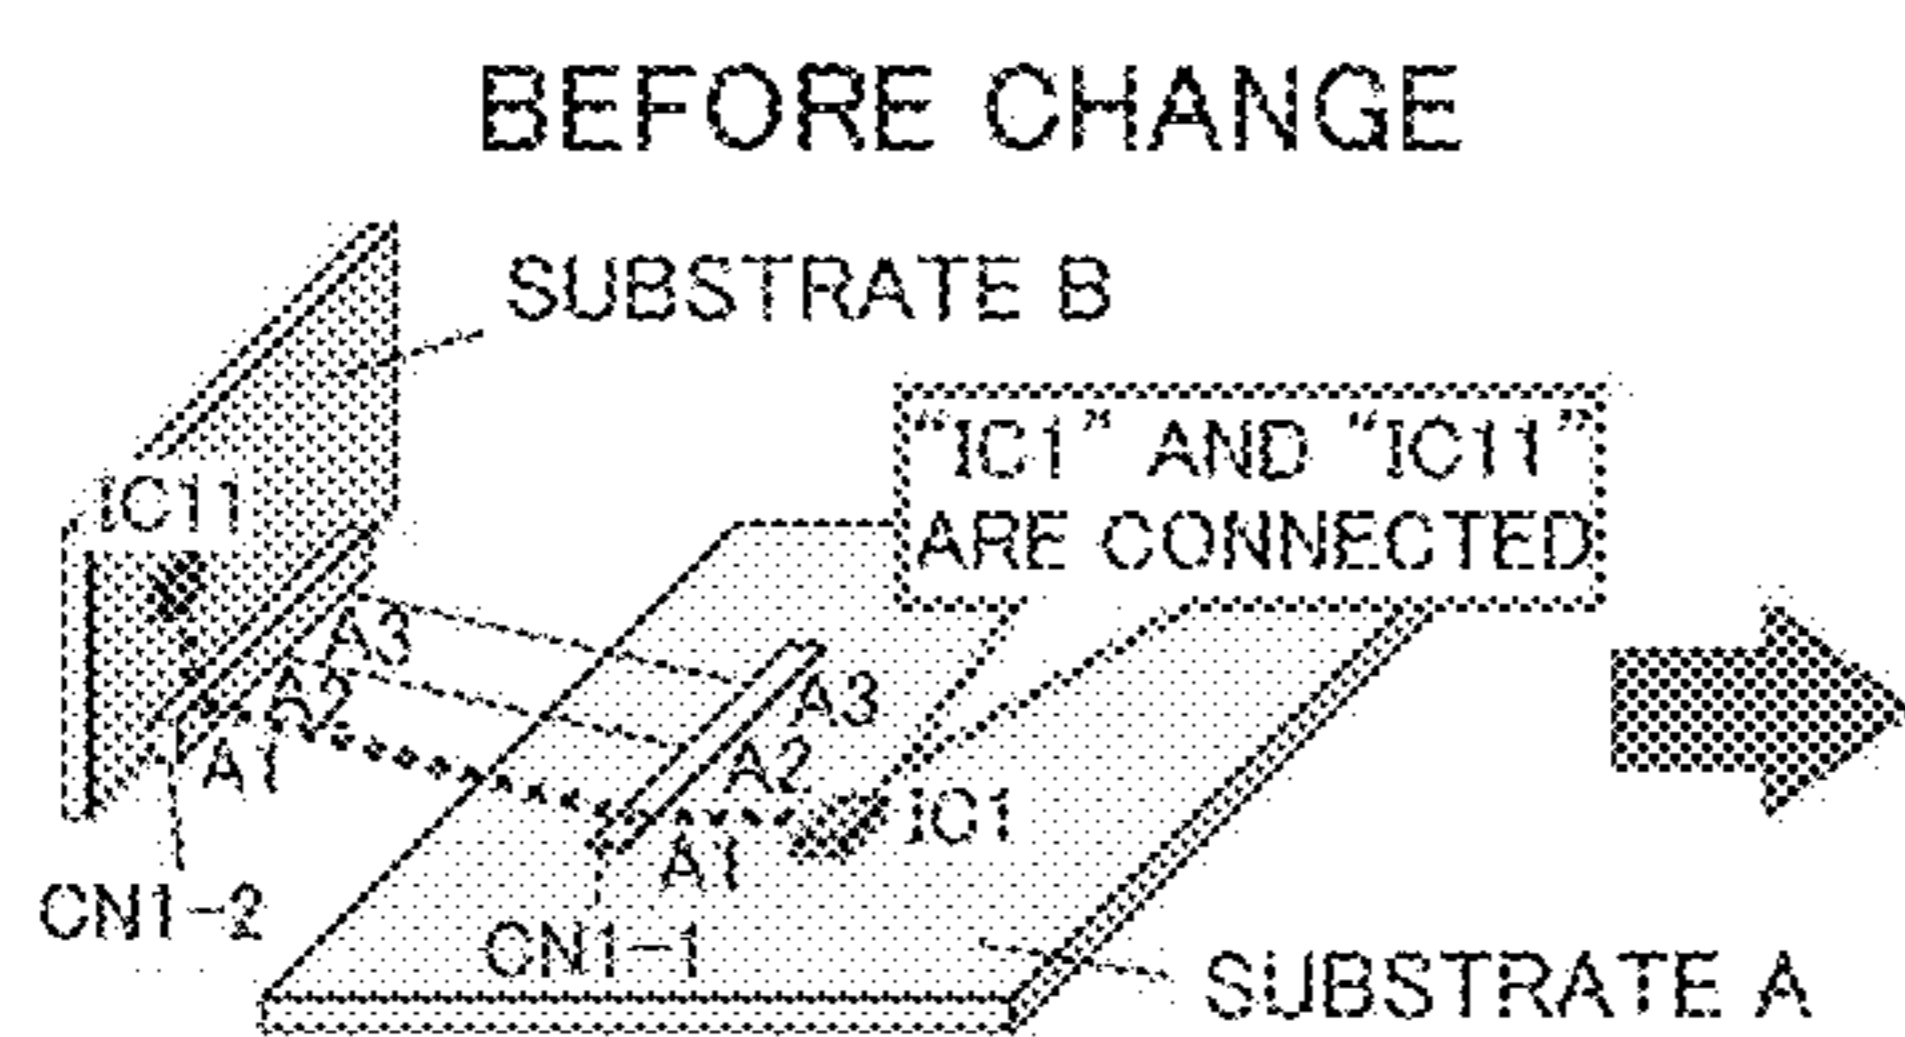 BEFORE CHANGE
SUBSTRATE B
"IC1" AND "IC11"
ARE CONNECTED
IC11
A3
A2
A1
A3
A2
A1
IC1
CN1-2
CN1-1
SUBSTRATE A